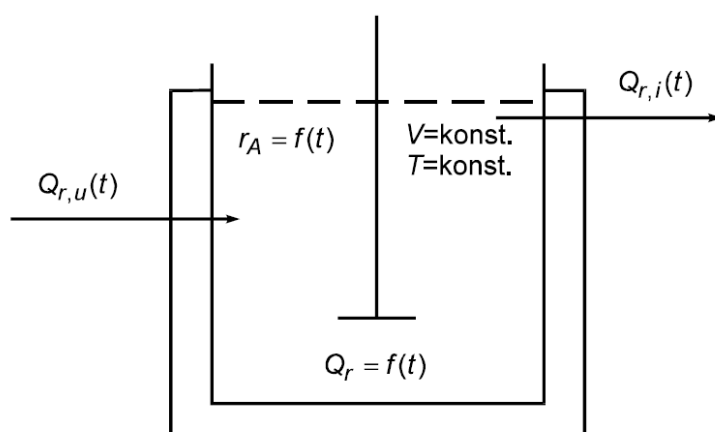 Q_{r,i}(t)
r_A = f(t)
V=konst.
T=konst.
Q_{r,u}(t)
Q_r = f(t)